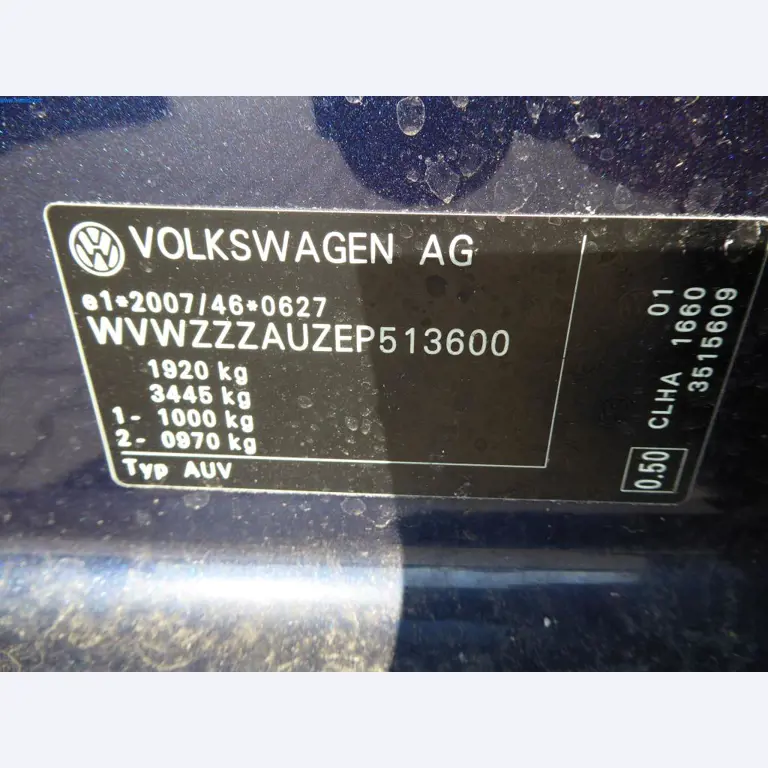 VOLKSWAGEN AG
e1*2007/46*0627
WVWZZZAUZEP513600
1920 kg
3445 kg
1- 1000 kg
2- 0970 kg
Typ AUV
01
CLHA 1660
0.50 3515609